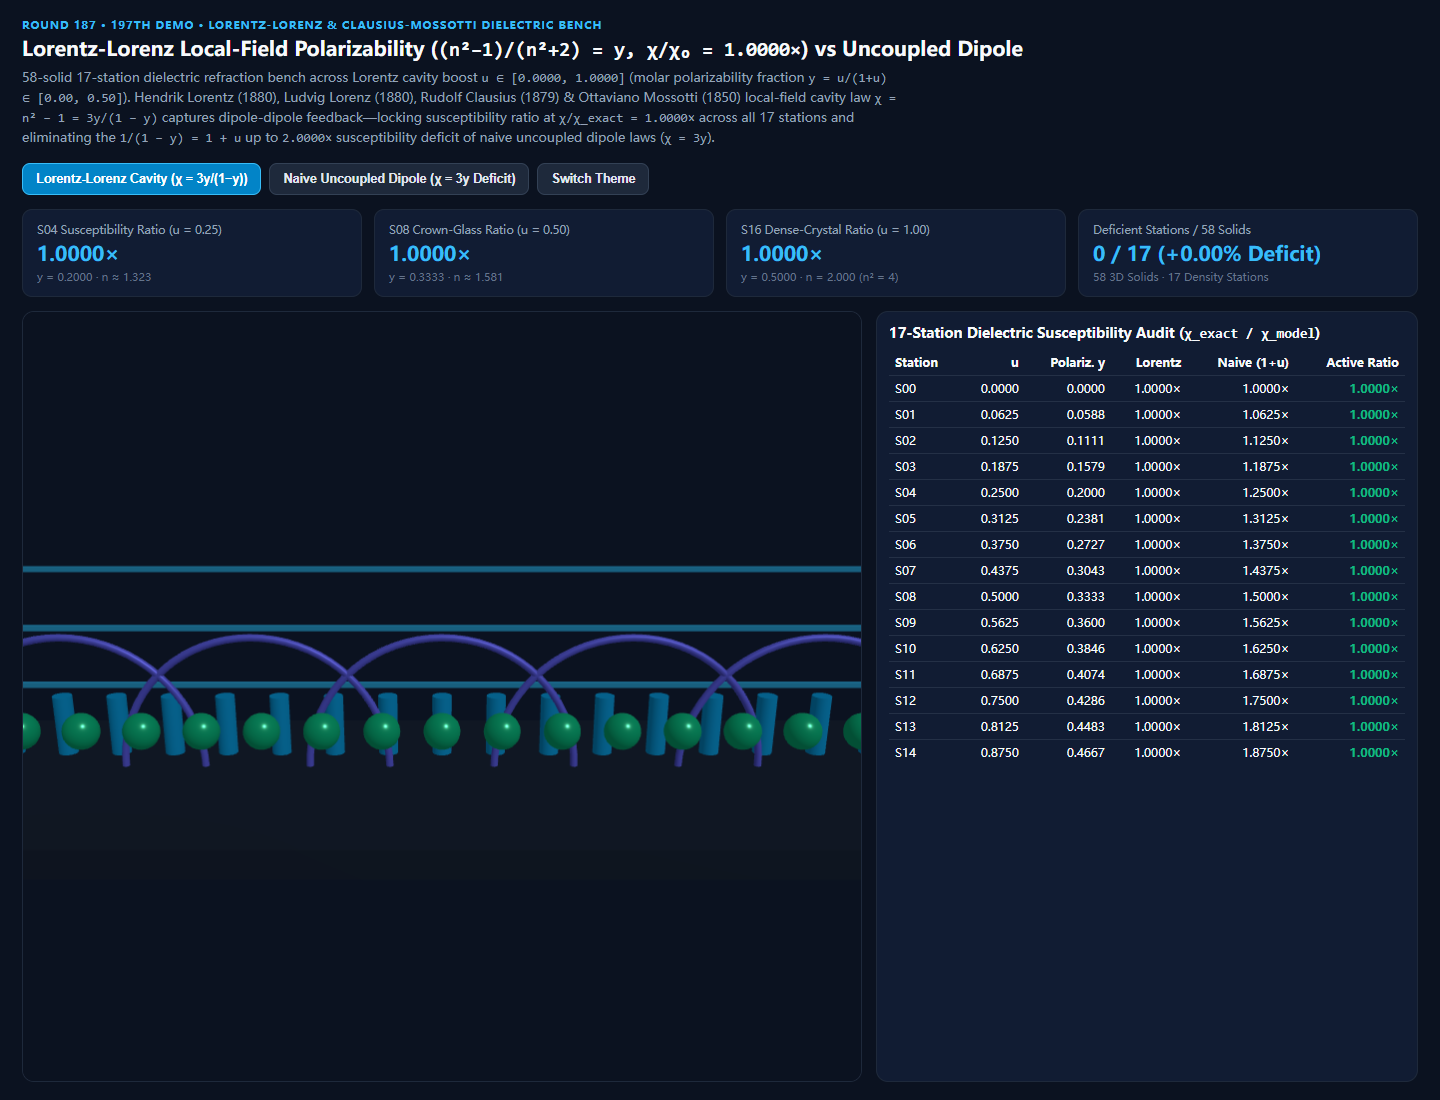 ROUND 187 • 197TH DEMO • LORENTZ-LORENZ & CLAUSIUS-MOSSOTTI DIELECTRIC BENCH
Lorentz-Lorenz Local-Field Polarizability ((n²−1)/(n²+2) = y, χ/χ₀ = 1.0000×) vs Uncoupled Dipole
58-solid 17-station dielectric refraction bench across Lorentz cavity boost u ∈ [0.0000, 1.0000] (molar polarizability fraction y = u/(1+u)
∈ [0.00, 0.50]). Hendrik Lorentz (1880), Ludvig Lorenz (1880), Rudolf Clausius (1879) & Ottaviano Mossotti (1850) local-field cavity law χ =
n² − 1 = 3y/(1 − y) captures dipole-dipole feedback—locking susceptibility ratio at χ/χ_exact = 1.0000× across all 17 stations and
eliminating the 1/(1 − y) = 1 + u up to 2.0000× susceptibility deficit of naive uncoupled dipole laws (χ = 3y).
Lorentz-Lorenz Cavity (χ = 3y/(1−y)) Naive Uncoupled Dipole (χ = 3y Deficit) Switch Theme
S04 Susceptibility Ratio (u = 0.25)
1.0000×
y = 0.2000 · n ≈ 1.323
S08 Crown-Glass Ratio (u = 0.50)
1.0000×
y = 0.3333 · n ≈ 1.581
S16 Dense-Crystal Ratio (u = 1.00)
1.0000×
y = 0.5000 · n = 2.000 (n² = 4)
Deficient Stations / 58 Solids
0 / 17 (+0.00% Deficit)
58 3D Solids · 17 Density Stations
17-Station Dielectric Susceptibility Audit (χ_exact / χ_model)
Station u Polariz. y Lorentz Naive (1+u) Active Ratio
S00 0.0000 0.0000 1.0000× 1.0000× 1.0000×
S01 0.0625 0.0588 1.0000× 1.0625× 1.0000×
S02 0.1250 0.1111 1.0000× 1.1250× 1.0000×
S03 0.1875 0.1579 1.0000× 1.1875× 1.0000×
S04 0.2500 0.2000 1.0000× 1.2500× 1.0000×
S05 0.3125 0.2381 1.0000× 1.3125× 1.0000×
S06 0.3750 0.2727 1.0000× 1.3750× 1.0000×
S07 0.4375 0.3043 1.0000× 1.4375× 1.0000×
S08 0.5000 0.3333 1.0000× 1.5000× 1.0000×
S09 0.5625 0.3600 1.0000× 1.5625× 1.0000×
S10 0.6250 0.3846 1.0000× 1.6250× 1.0000×
S11 0.6875 0.4074 1.0000× 1.6875× 1.0000×
S12 0.7500 0.4286 1.0000× 1.7500× 1.0000×
S13 0.8125 0.4483 1.0000× 1.8125× 1.0000×
S14 0.8750 0.4667 1.0000× 1.8750× 1.0000×